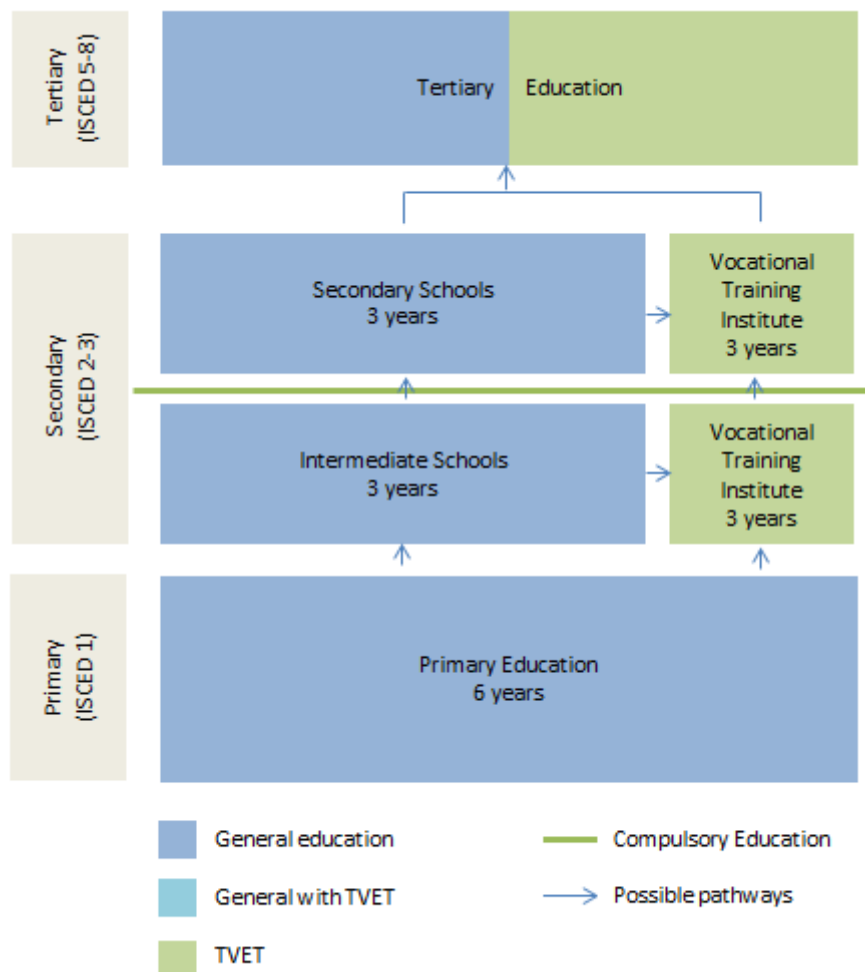 Tertiary
(ISCED 5-8)
Tertiary Education
Secondary
(ISCED 2-3)
Secondary Schools
3 years
Vocational
Training
Institute
3 years
Intermediate Schools
3 years
Vocational
Training
Institute
3 years
Primary
(ISCED 1)
Primary Education
6 years
General education
Compulsory Education
General with TVET
Possible pathways
TVET